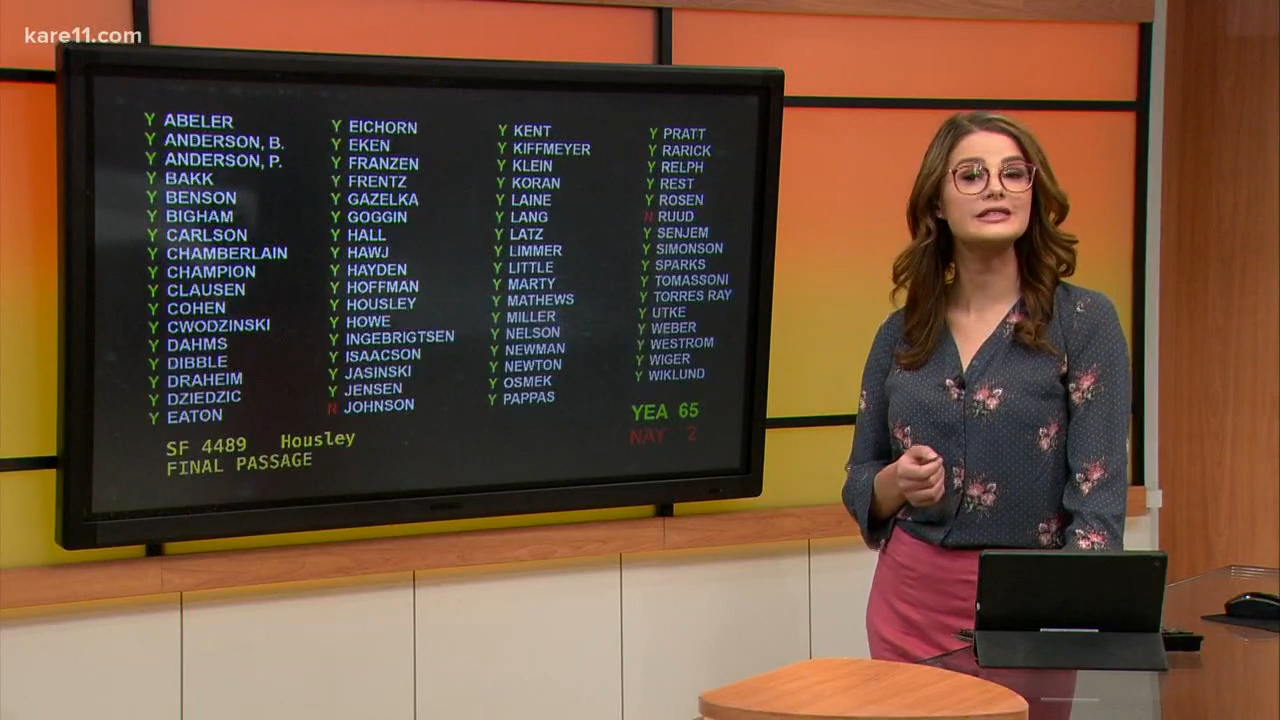 kare11.com
Y ABELER
Y ANDERSON, B.
Y ANDERSON, P.
Y BAKK
Y BENSON
Y BIGHAM
Y CARLSON
Y CHAMBERLAIN
Y CHAMPION
Y CLAUSEN
Y COHEN
Y CWODZINSKI
Y DAHMS
Y DIBBLE
Y DRAHEIM
Y DZIEDZIC
Y EATON
Y EICHORN
Y EKEN
Y FRANZEN
Y FRENTZ
Y GAZELKA
Y GOGGIN
Y HALL
Y HAWJ
Y HAYDEN
Y HOFFMAN
Y HOUSLEY
Y HOWE
Y INGEBRIGTSEN
Y ISAACSON
Y JASINSKI
Y JENSEN
N JOHNSON
Y KENT
Y KIFFMEYER
Y KLEIN
Y KORAN
Y LAINE
Y LANG
Y LATZ
Y LIMMER
Y LITTLE
Y MARTY
Y MATHEWS
Y MILLER
Y NELSON
Y NEWMAN
Y NEWTON
Y OSMEK
Y PAPPAS
Y PRATT
Y RARICK
Y RELPH
Y REST
Y ROSEN
N RUUD
Y SENJEM
Y SIMONSON
Y SPARKS
Y TOMASSONI
Y TORRES RAY
Y UTKE
Y WEBER
Y WESTROM
Y WIGER
Y WIKLUND
YEA 65
NAY 2
SF 4489 Housley
FINAL PASSAGE